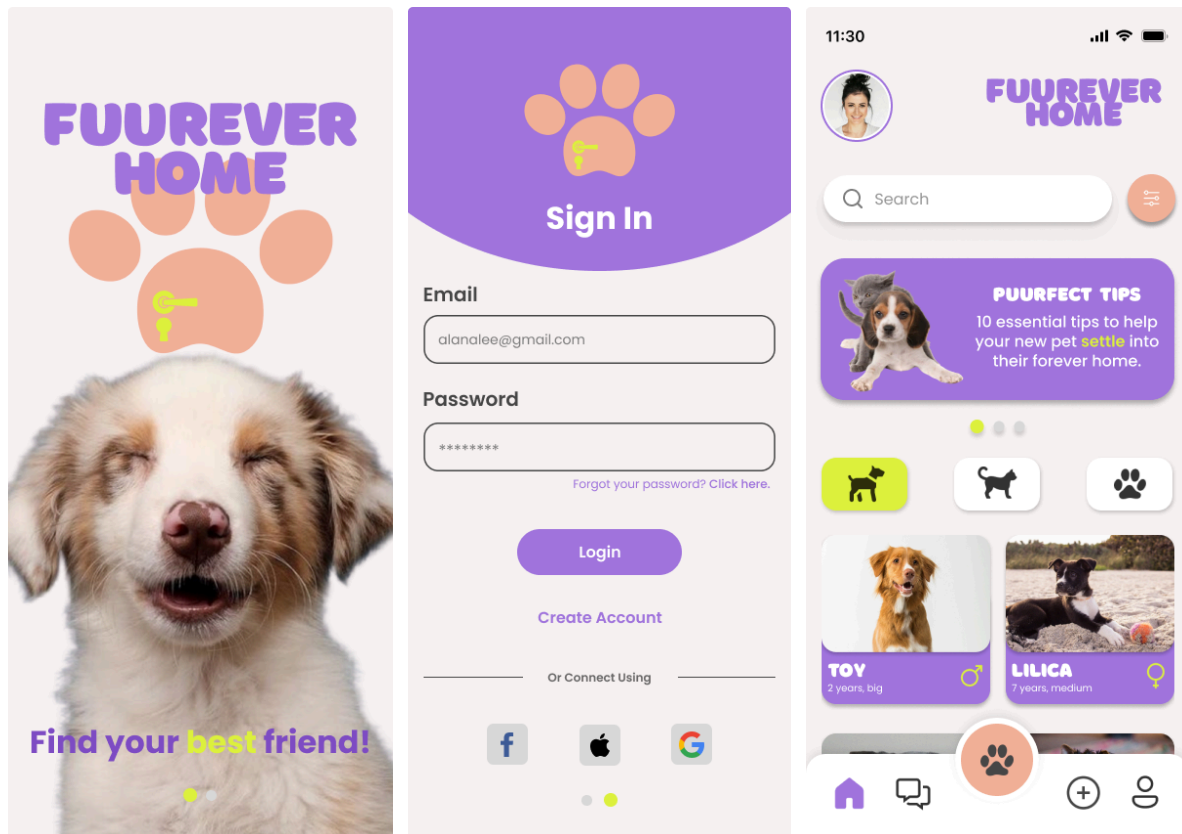 FUUREVER
HOME
Find your best friend!
Sign In
Email
alanalee@gmail.com
Password
********
Forgot your password? Click here.
Login
Create Account
Or Connect Using
11:30
FUUREVER
HOME
Search
PUURFECT TIPS
10 essential tips to help
your new pet settle into
their forever home.
TOY
2 years, big
LILICA
7 years, medium